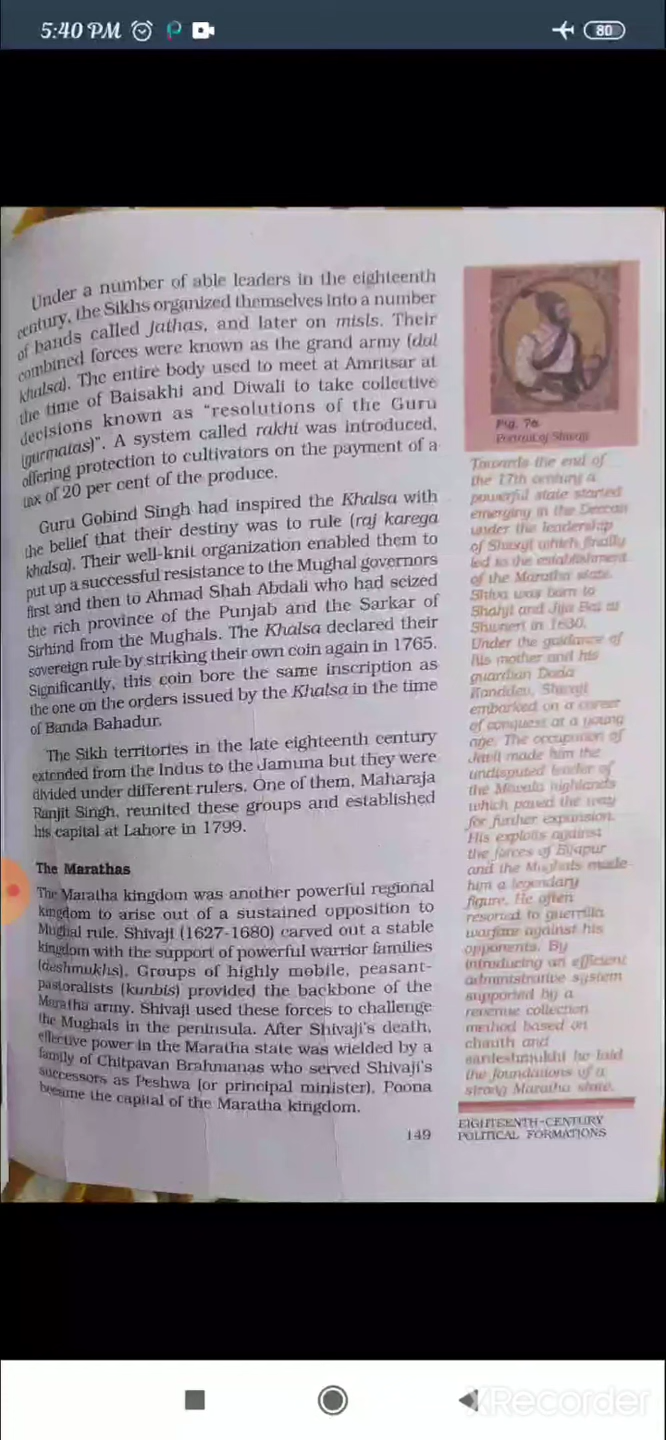 5:40 PM
80
Under a number of able leaders in the eighteenth
century, the Sikhs organized themselves into a number
of bands called jathas, and later on misls. Their
combined forces were known as the grand army (dal
khalsa). The entire body used to meet at Amritsar at
the time of Baisakhi and Diwali to take collective
decisions known as “resolutions of the Guru
(gurmatas)”. A system called rakhi was introduced,
offering protection to cultivators on the payment of a
tax of 20 per cent of the produce.
Guru Gobind Singh had inspired the Khalsa with
the belief that their destiny was to rule (raj karega
khalsa). Their well-knit organization enabled them to
put up a successful resistance to the Mughal governors
first and then to Ahmad Shah Abdali who had seized
the rich province of the Punjab and the Sarkar of
Sirhind from the Mughals. The Khalsa declared their
sovereign rule by striking their own coin again in 1765.
Significantly, this coin bore the same inscription as
the one on the orders issued by the Khalsa in the time
of Banda Bahadur.
The Sikh territories in the late eighteenth century
extended from the Indus to the Jamuna but they were
divided under different rulers. One of them, Maharaja
Ranjit Singh, reunited these groups and established
his capital at Lahore in 1799.
The Marathas
The Maratha kingdom was another powerful regional
kingdom to arise out of a sustained opposition to
Mughal rule. Shivaji (1627-1680) carved out a stable
kingdom with the support of powerful warrior families
(deshmukhs). Groups of highly mobile, peasant-
pastoralists (kunbis) provided the backbone of the
Maratha army. Shivaji used these forces to challenge
the Mughals in the peninsula. After Shivaji's death,
effective power in the Maratha state was wielded by a
family of Chitpavan Brahmanas who served Shivaji's
successors as Peshwa (or principal minister). Poona
became the capital of the Maratha kingdom.
149
Portrait of Shivaji
Towards the end of
the 17th century a
powerful state started
emerging in the Deccan
under the leadership
of Shivaji which finally
led to the establishment
of the Maratha state.
Shivaji was born to
Shahji and Jija Bai at
Shivneri in 1630.
Under the guidance of
his mother and his
guardian Dada
Konddev, Shivaji
embarked on a career
of conquest at a young
age. The occupation of
Javli made him the
undisputed leader of
the Mavala highlands
which paved the way
for further expansion.
His exploits against
the forces of Bijapur
and the Mughals made
him a legendary
figure. He often
resorted to guerrilla
warfare against his
opponents. By
introducing an efficient
administrative system
supported by a
revenue collection
method based on
chauth and
sardeshmukhi he laid
the foundations of a
strong Maratha state.
EIGHTEENTH-CENTURY
POLITICAL FORMATIONS
XRecorder